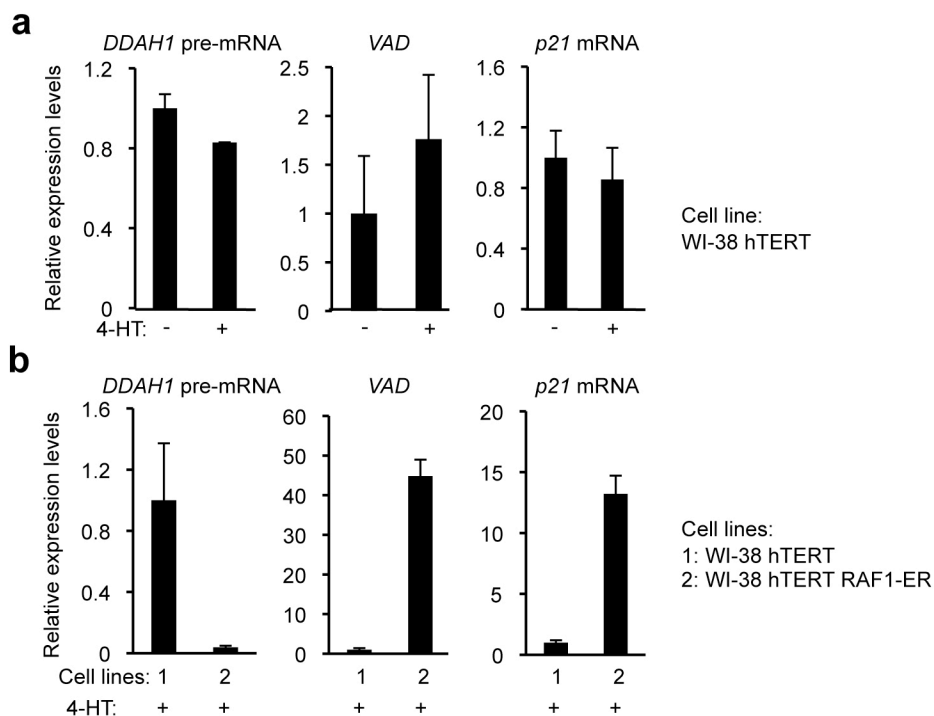 a
DDAH1 pre-mRNA
VAD
p21 mRNA
Relative expression levels
1.2
0.8
0.4
0
2.5
2
1.5
1
0.5
0
1.6
1.2
0.8
0.4
0
4-HT: - +
- +
- +
Cell line:
WI-38 hTERT
b
DDAH1 pre-mRNA
VAD
p21 mRNA
Relative expression levels
1.6
1.2
0.8
0.4
0
60
50
40
30
20
10
0
20
15
10
5
0
Cell lines: 1 2
1 2
1 2
4-HT: + +
+ +
+ +
Cell lines:
1: WI-38 hTERT
2: WI-38 hTERT RAF1-ER